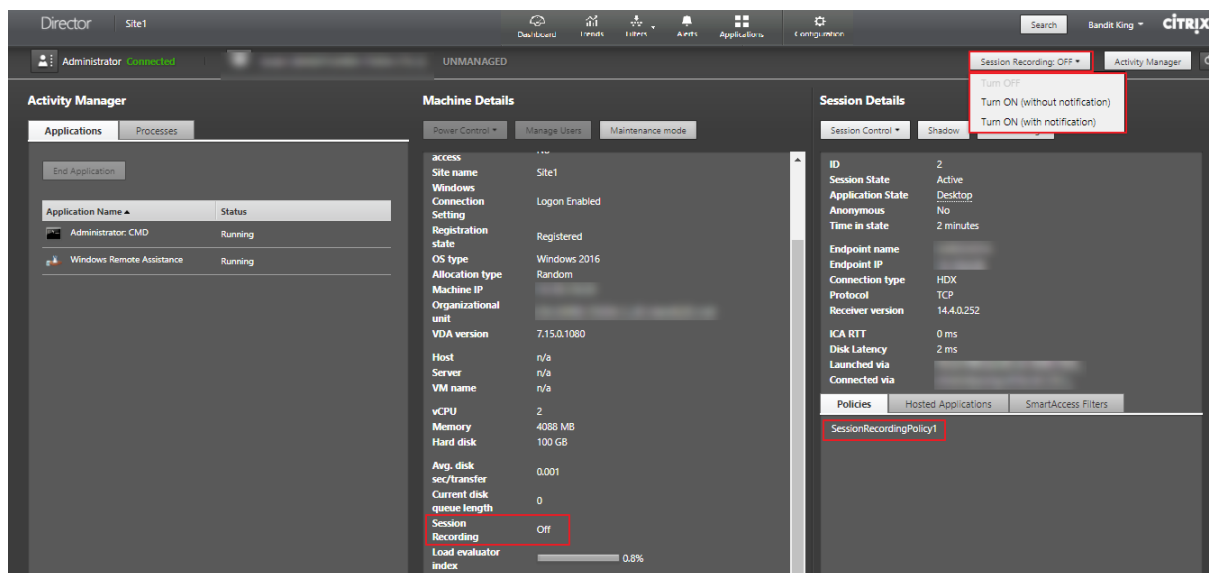 Director Site1
Dashboard Trends Filters Alerts Applications Configuration
Search Bandit King CİTRIX
Administrator Connected
UNMANAGED
Session Recording: OFF
Activity Manager
Turn OFF
Turn ON (without notification)
Turn ON (with notification)
Activity Manager
Applications Processes
End Application
Application Name Status
Administrator: CMD Running
Windows Remote Assistance Running
Machine Details
Power Control Manage Users Maintenance mode
access No
Site name Site1
Windows
Connection Logon Enabled
Setting
Registration
state Registered
OS type Windows 2016
Allocation type Random
Machine IP
Organizational
unit
VDA version 7.15.0.1080
Host n/a
Server n/a
VM name n/a
vCPU 2
Memory 4088 MB
Hard disk 100 GB
Avg. disk
sec/transfer 0.001
Current disk
queue length 0
Session
Recording Off
Load evaluator
index 0.8%
Session Details
Session Control Shadow
ID 2
Session State Active
Application State Desktop
Anonymous No
Time in state 2 minutes
Endpoint name
Endpoint IP
Connection type HDX
Protocol TCP
Receiver version 14.4.0.252
ICA RTT 0 ms
Disk Latency 2 ms
Launched via
Connected via
Policies Hosted Applications SmartAccess Filters
SessionRecordingPolicy1